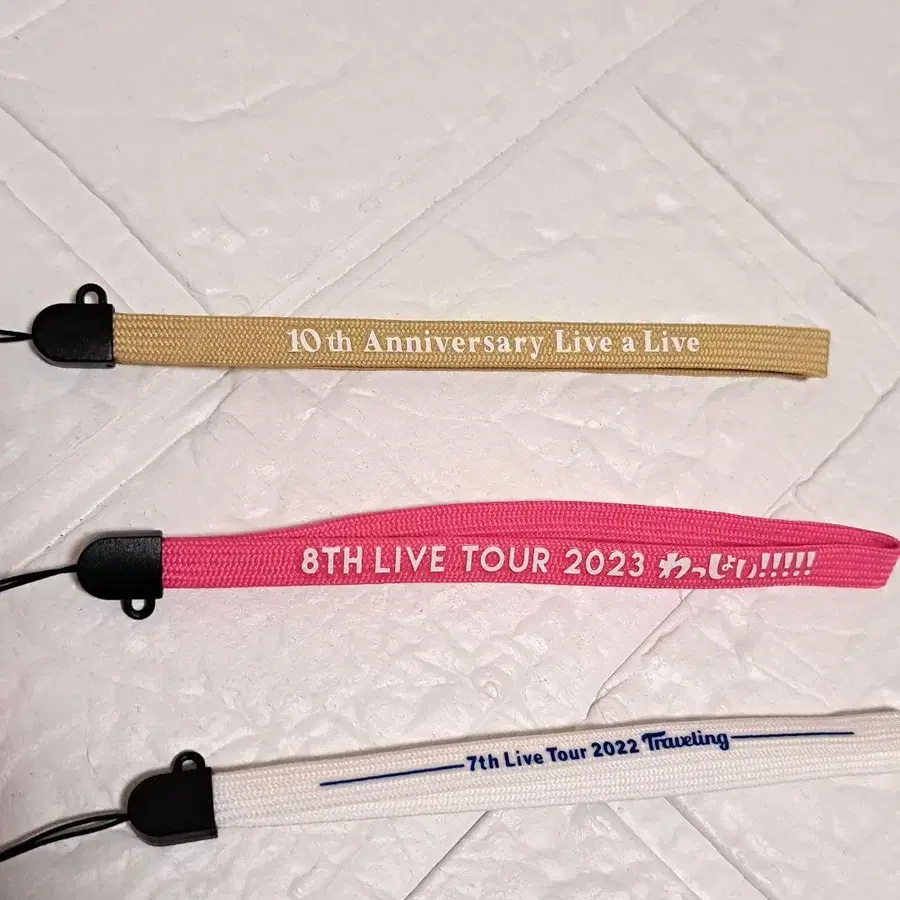 10th Anniversary Live a Live
8TH LIVE TOUR 2023 わっしょい!!!!!
7th Live Tour 2022 Traveling